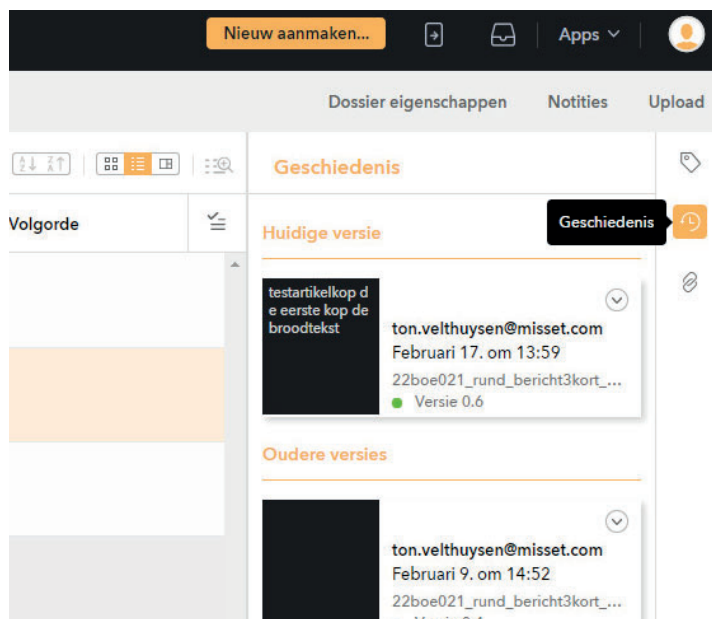 Nieuw aanmaken...
Apps
Dossier eigenschappen
Notities
Upload
Geschiedenis
Volgorde
Geschiedenis
Huidige versie
testartikelkop d
e eerste kop de
broodtekst
ton.velthuysen@misset.com
Februari 17. om 13:59
22boe021_rund_bericht3kort_...
Versie 0.6
Oudere versies
ton.velthuysen@misset.com
Februari 9. om 14:52
22boe021_rund_bericht3kort_...